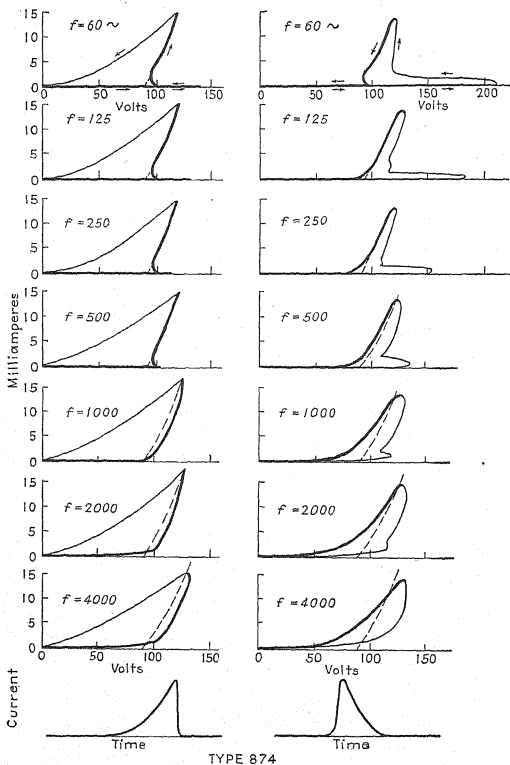 15
10
5
0
f=60~
0
50
100
150
Volts
f=60~
0
50
100
150
200
Volts
15
10
5
0
f=125
f=125
15
10
5
0
f=250
f=250
Milliamperes
15
10
5
0
f=500
f=500
15
10
5
0
f=1000
f=1000
15
10
5
0
f=2000
f=2000
15
10
5
0
f=4000
0
50
100
150
Volts
f=4000
0
50
100
150
Volts
Current
Time
Time
TYPE 874